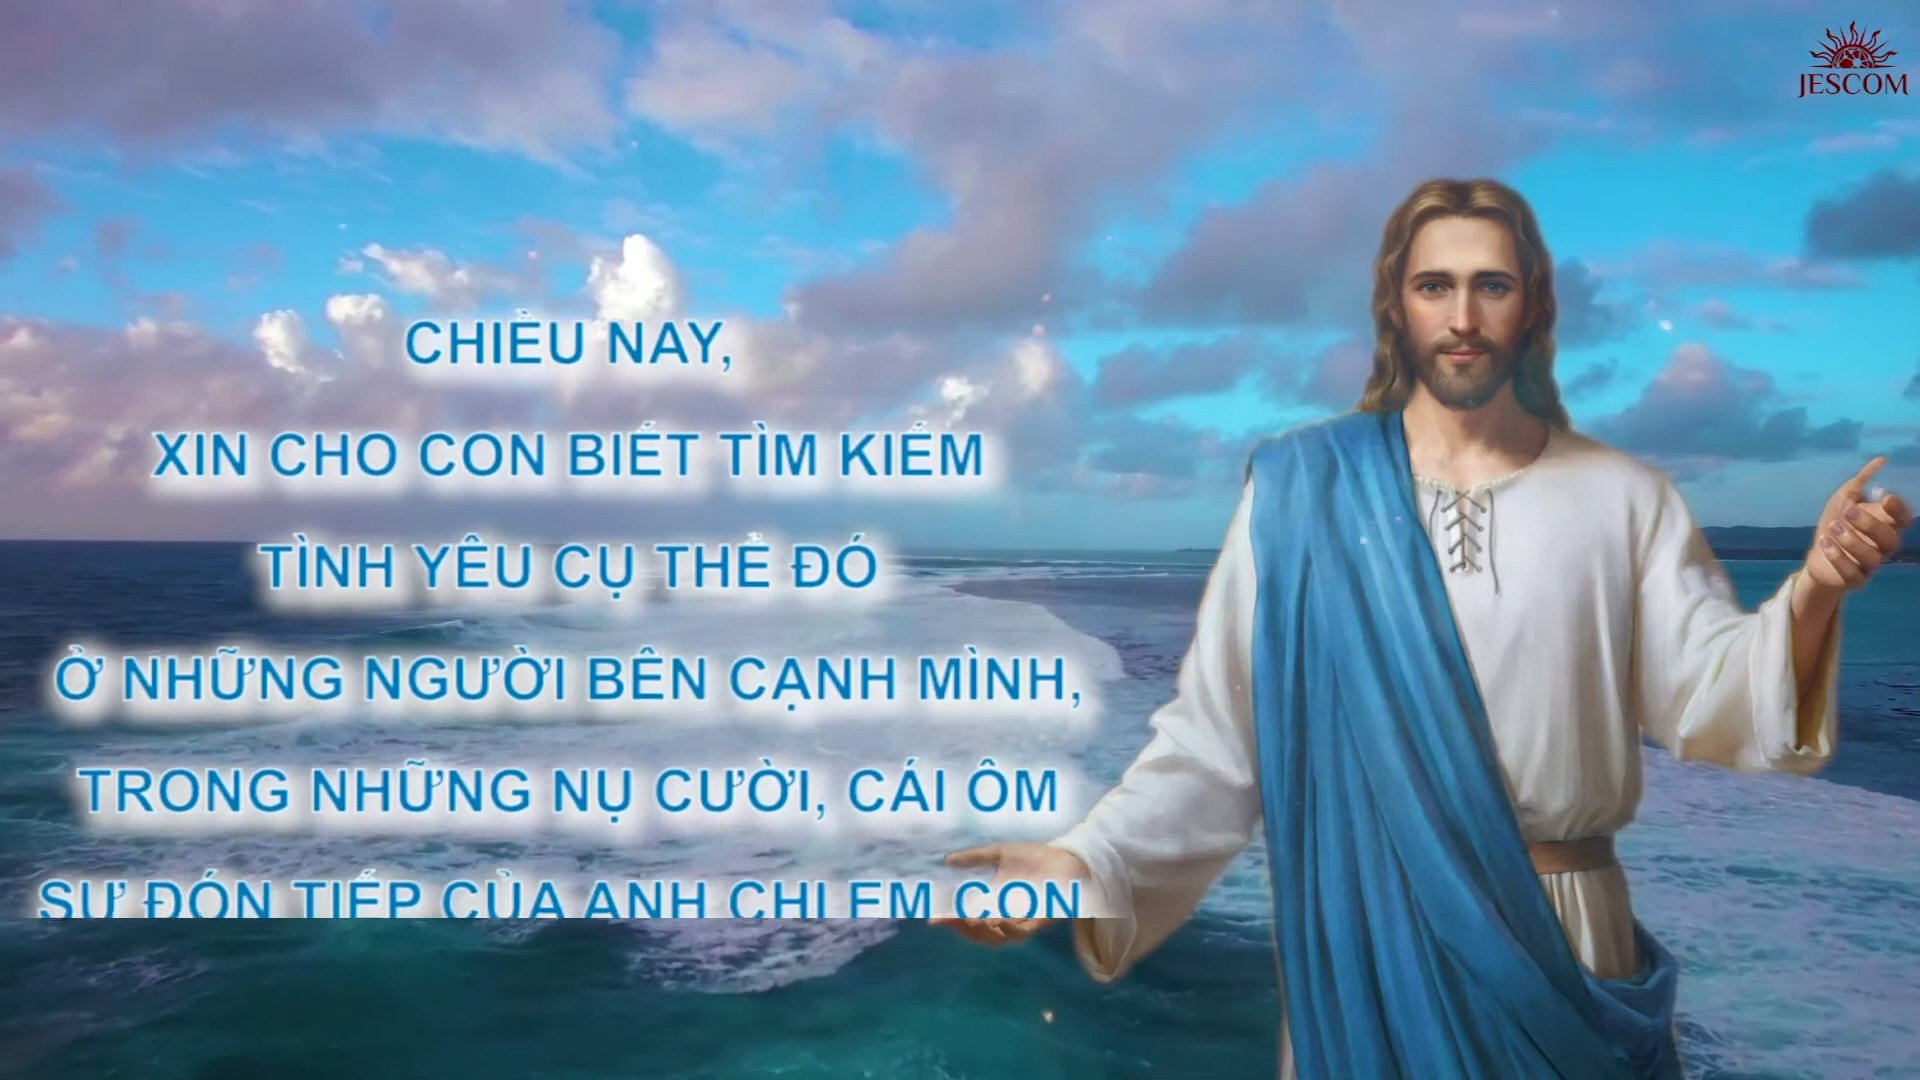 JESCOM
CHIỀU NAY,
XIN CHO CON BIẾT TÌM KIẾM
TÌNH YÊU CỤ THỂ ĐÓ
Ở NHỮNG NGƯỜI BÊN CẠNH MÌNH,
TRONG NHỮNG NỤ CƯỜI, CÁI ÔM
SỰ ĐÓN TIẾP CỦA ANH CHỊ EM CON